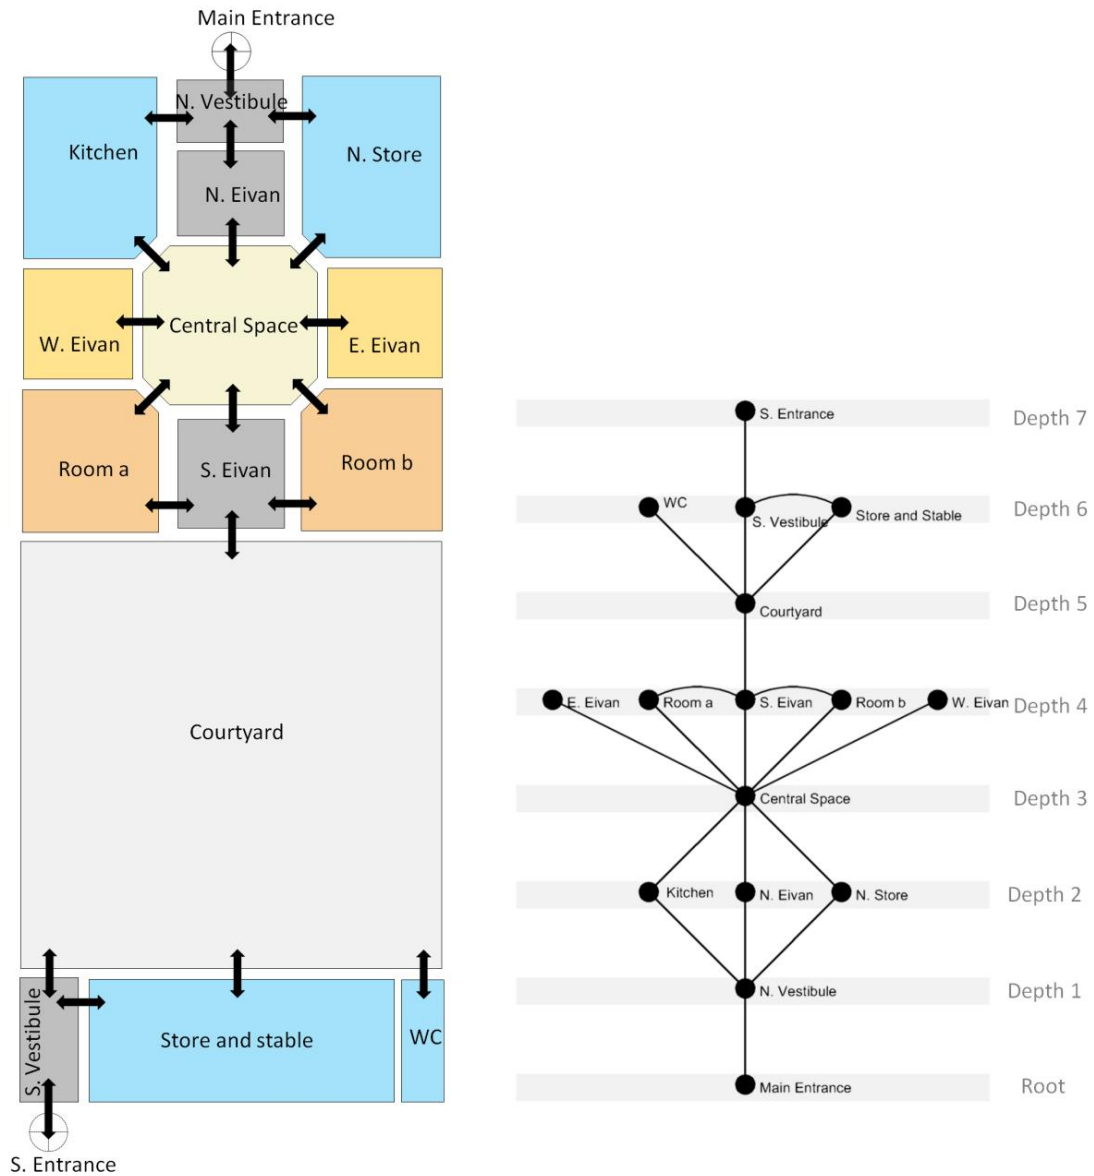 Main Entrance
N. Vestibule
Kitchen
N. Store
N. Eivan
Central Space
W. Eivan
E. Eivan
Room a
S. Eivan
Room b
Courtyard
S. Vestibule
Store and stable
WC
S. Entrance
S. Entrance
Depth 7
WC
S. Vestibule
Store and Stable
Depth 6
Courtyard
Depth 5
E. Eivan
Room a
S. Eivan
Room b
W. Eivan
Depth 4
Central Space
Depth 3
Kitchen
N. Eivan
N. Store
Depth 2
N. Vestibule
Depth 1
Main Entrance
Root